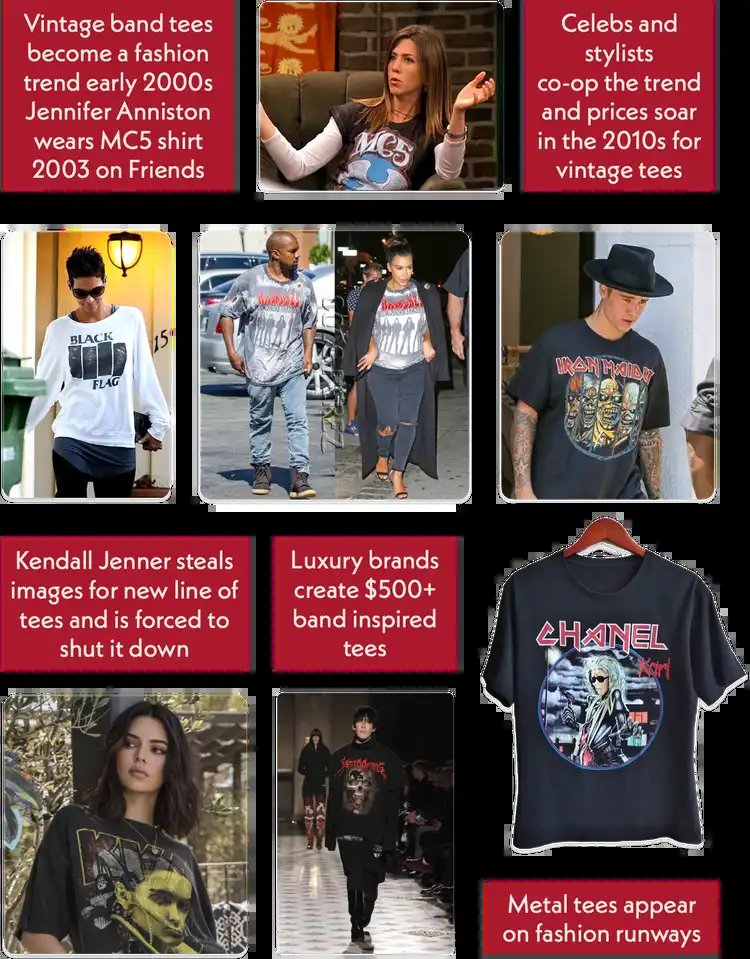 Vintage band tees
become a fashion
trend early 2000s
Jennifer Anniston
wears MC5 shirt
2003 on Friends
MC5
Celebs and
stylists
co-op the trend
and prices soar
in the 2010s for
vintage tees
BLACK
FLAG
15
IRON MAIDEN
Kendall Jenner steals
images for new line of
tees and is forced to
shut it down
Luxury brands
create $500+
band inspired
tees
CHANEL
Karl
Metal tees appear
on fashion runways